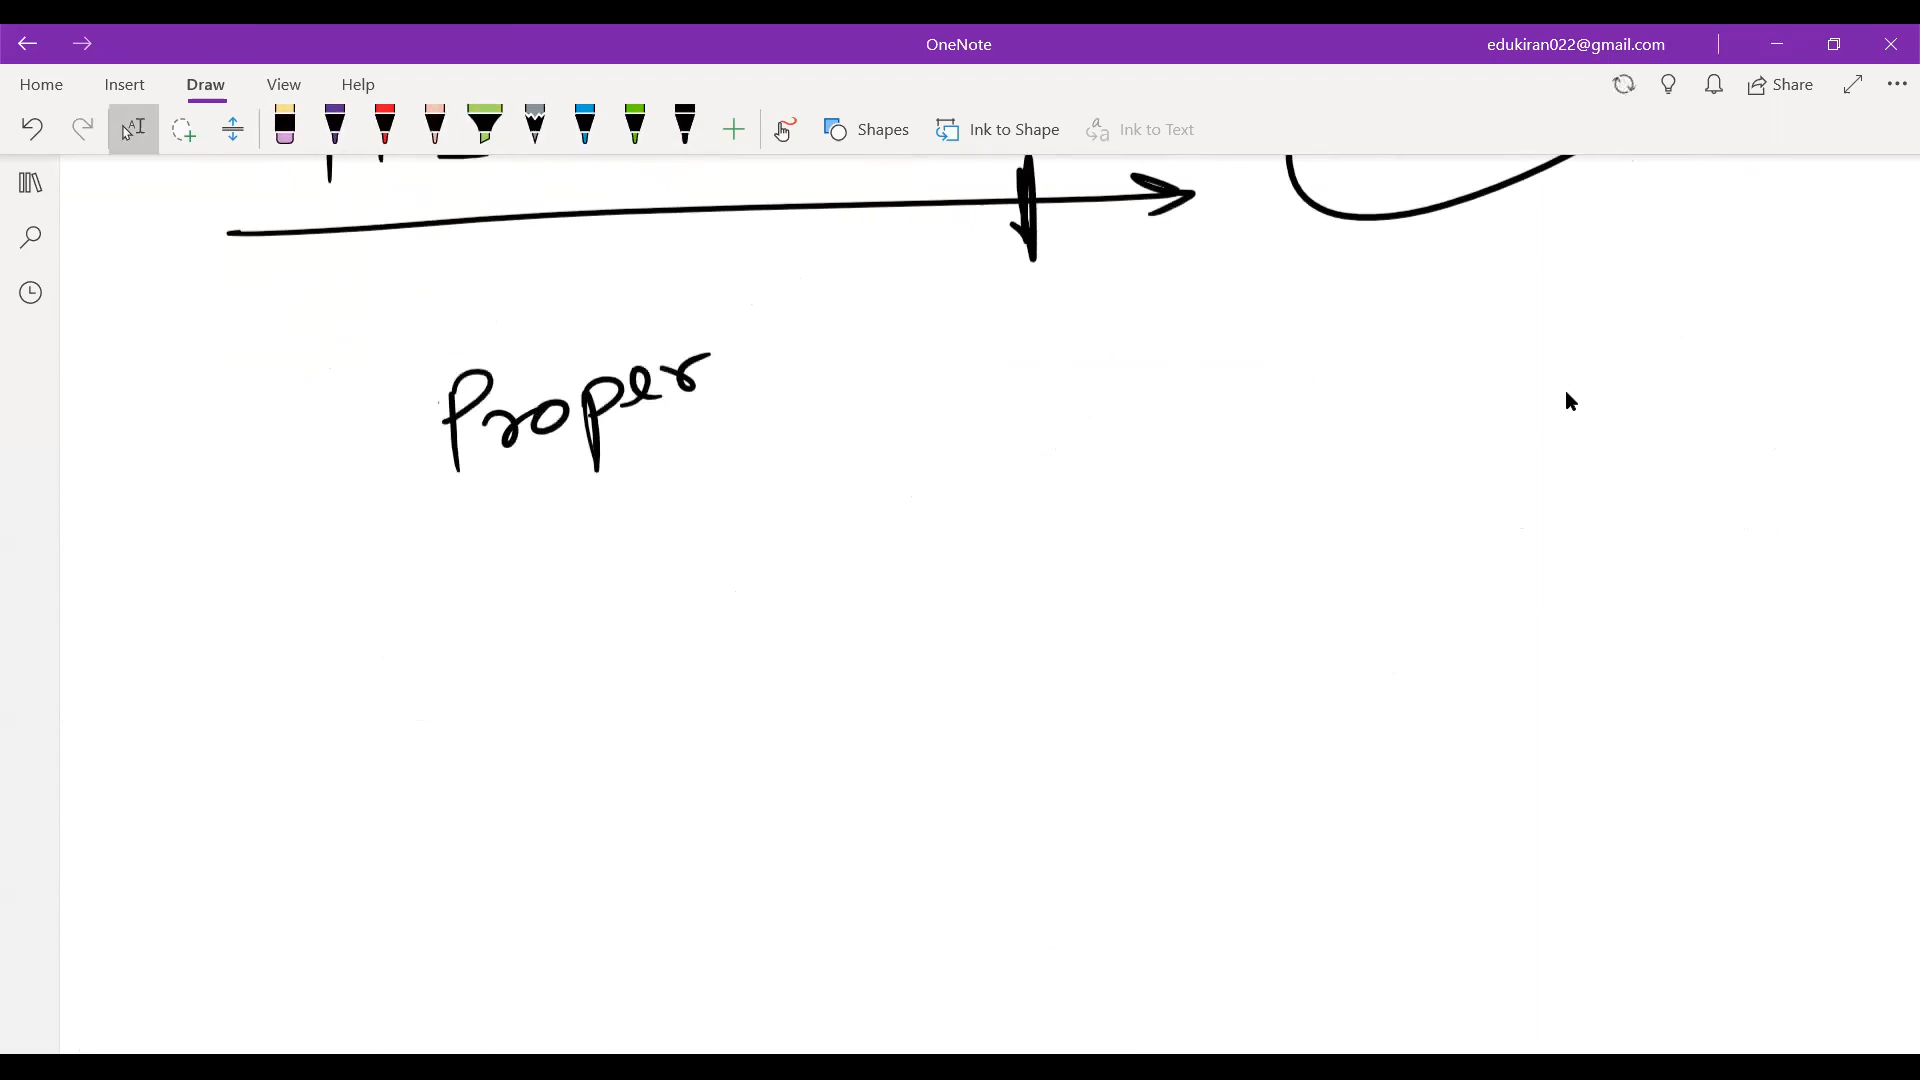 OneNote
edukiran022@gmail.com
Home Insert Draw View Help
Share
Shapes
Ink to Shape
Ink to Text
Proper